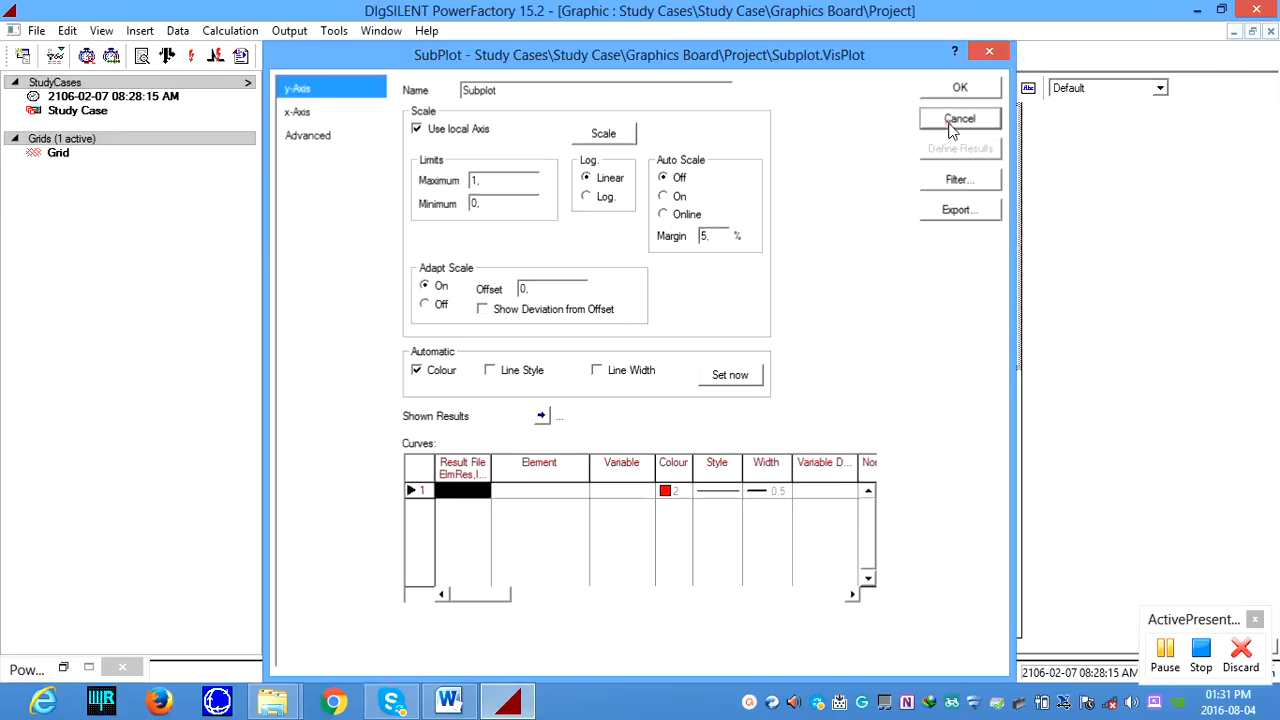 DIgSILENT PowerFactory 15.2 - [Graphic : Study Cases\Study Case\Graphics Board\Project]
File Edit View Insert Data Calculation Output Tools Window Help
SubPlot - Study Cases\Study Case\Graphics Board\Project\Subplot.VisPlot
?
StudyCases
2106-02-07 08:28:15 AM
Study Case
Grids (1 active)
Grid
Abc Default
y-Axis
x-Axis
Advanced
Name Subplot
Scale
Use local Axis Scale
Limits
Maximum 1.
Minimum 0.
Log.
Linear
Log.
Auto Scale
Off
On
Online
Margin 5. %
Adapt Scale
On Offset 0.
Off Show Deviation from Offset
Automatic
Colour Line Style Line Width Set now
Shown Results ...
Curves:
Result File
ElmRes,I... Element Variable Colour Style Width Variable D... Nor
1 2 0.5
OK
Cancel
Define Results
Filter...
Export...
ActivePresent...
Pause Stop Discard
Pow...
2106-02-07 08:28:15 AM
01:31 PM
2016-08-04